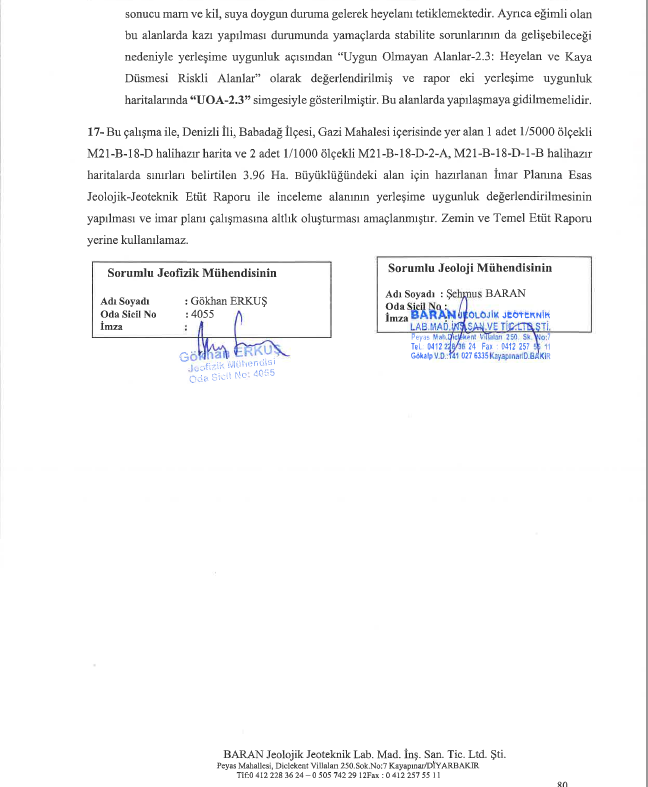 sonucu marn ve kil, suya doygun duruma gelerek heyelanı tetiklemektedir. Ayrıca eğimli olan
bu alanlarda kazı yapılması durumunda yamaçlarda stabilite sorunlarının da gelişebileceği
nedeniyle yerleşime uygunluk açısından “Uygun Olmayan Alanlar-2.3: Heyelan ve Kaya
Düşmesi Riskli Alanlar” olarak değerlendirilmiş ve rapor eki yerleşime uygunluk
haritalarında “UOA-2.3” simgesiyle gösterilmiştir. Bu alanlarda yapılaşmaya gidilmemelidir.
17- Bu çalışma ile, Denizli İli, Babadağ İlçesi, Gazi Mahalesi içerisinde yer alan 1 adet 1/5000 ölçekli
M21-B-18-D halihazır harita ve 2 adet 1/1000 ölçekli M21-B-18-D-2-A, M21-B-18-D-1-B halihazır
haritalarda sınırları belirtilen 3.96 Ha. Büyüklüğündeki alan için hazırlanan İmar Planına Esas
Jeolojik-Jeoteknik Etüt Raporu ile inceleme alanının yerleşime uygunluk değerlendirilmesinin
yapılması ve imar planı çalışmasına altlık oluşturması amaçlanmıştır. Zemin ve Temel Etüt Raporu
yerine kullanılamaz.
Sorumlu Jeofizik Mühendisinin
Adı Soyadı : Gökhan ERKUŞ
Oda Sicil No : 4055
İmza :
Gökhan ERKUŞ
Jeofizik Mühendisi
Oda Sicil No: 4055
Sorumlu Jeoloji Mühendisinin
Adı Soyadı : Şehmus BARAN
Oda Sicil No :
İmza
BARAN JEOLOJİK JEOTEKNİK
LAB.MAD.İNŞ.SAN.VE TİC.LTD.ŞTİ.
Peyas Mah.Diclekent Villaları 250. Sk. No:7
Tel: 0412 228 36 24 Fax : 0412 257 55 11
Gökalp V.D.:141 027 6335 Kayapınar/D.BAKIR
BARAN Jeolojik Jeoteknik Lab. Mad. İnş. San. Tic. Ltd. Şti.
Peyas Mahallesi, Diclekent Villaları 250.Sok.No:7 Kayapınar/DİYARBAKIR
Tlf:0 412 228 36 24 – 0 505 742 29 12Fax : 0 412 257 55 11
80